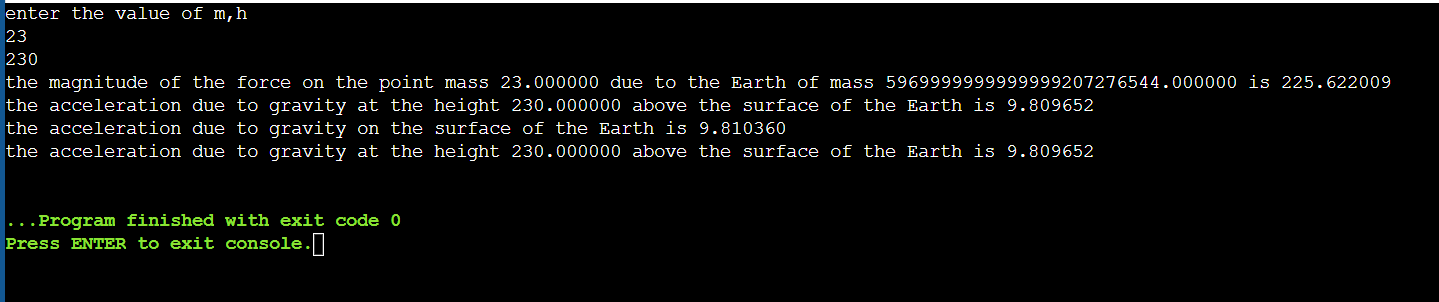 enter the value of m,h
23
230
the magnitude of the force on the point mass 23.000000 due to the Earth of mass 5969999999999999207276544.000000 is 225.622009
the acceleration due to gravity at the height 230.000000 above the surface of the Earth is 9.809652
the acceleration due to gravity on the surface of the Earth is 9.810360
the acceleration due to gravity at the height 230.000000 above the surface of the Earth is 9.809652
...Program finished with exit code 0
Press ENTER to exit console.